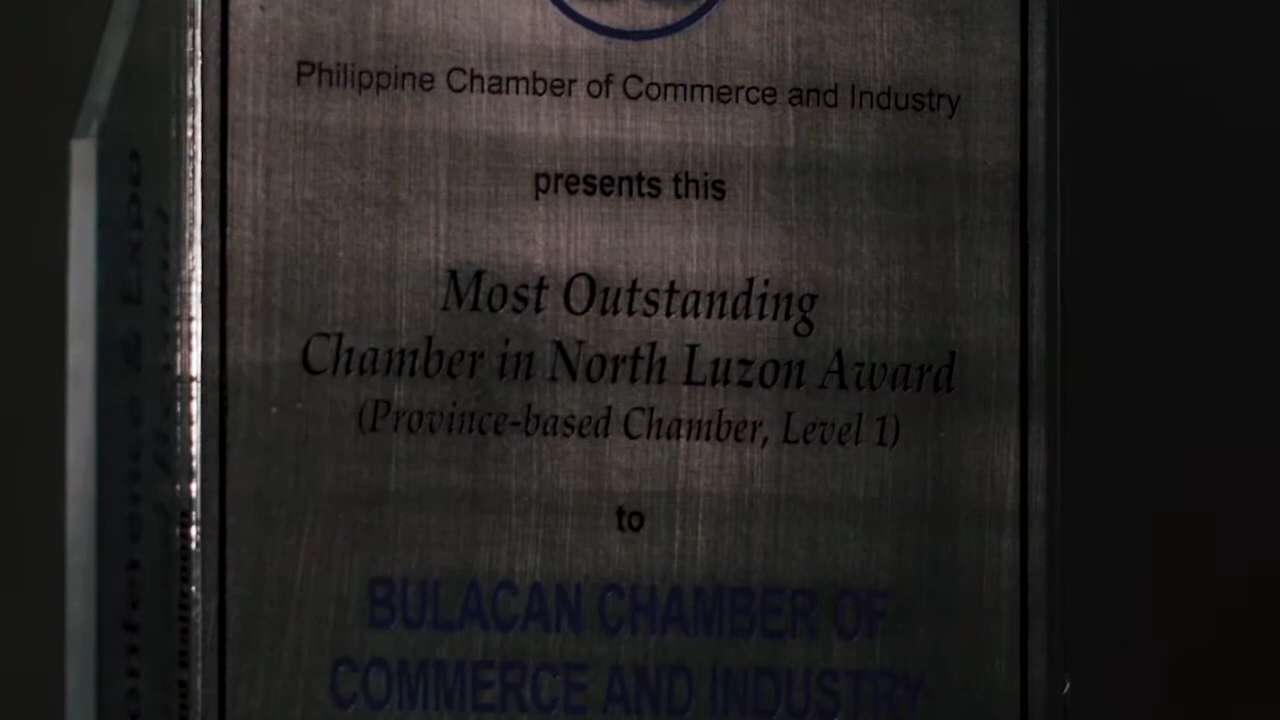 Philippine Chamber of Commerce and Industry
presents this
Most Outstanding
Chamber in North Luzon Award
(Province-based Chamber, Level 1)
to
BULACAN CHAMBER OF
COMMERCE AND INDUSTRY